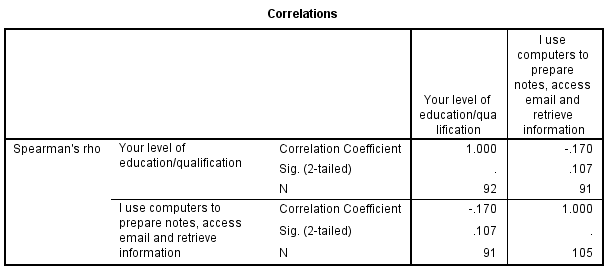 Correlations
Your level of
education/qua
lification
I use
computers to
prepare
notes, access
email and
retrieve
information
Spearman's rho Your level of Correlation Coefficient 1.000 -.170
education/qualification Sig. (2-tailed) . .107
N 92 91
I use computers to Correlation Coefficient -.170 1.000
prepare notes, access
email and retrieve Sig. (2-tailed) .107 .
information N 91 105